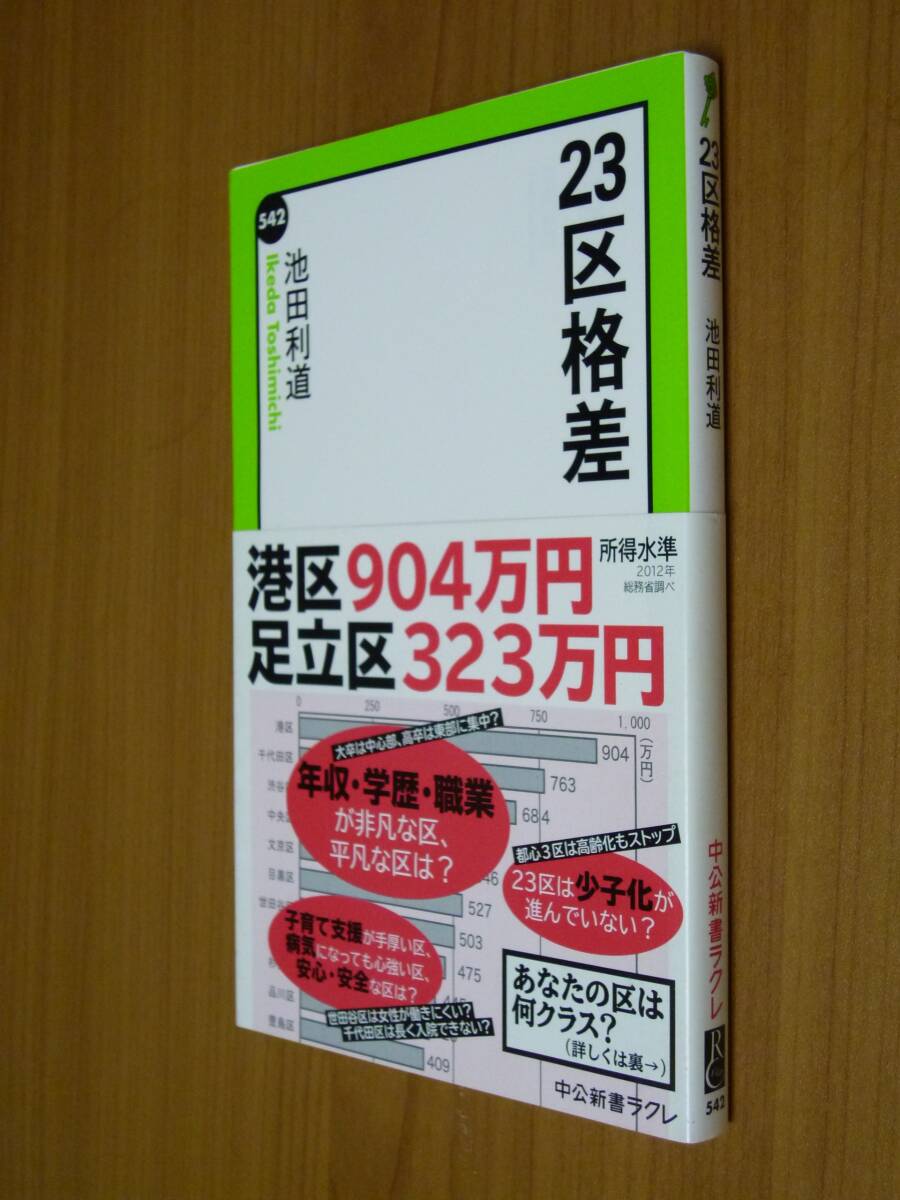 23区格差
542
池田利道
Ikeda Toshimichi
港区904万円
足立区323万円
所得水準
2012年
総務省調べ
0
250
500
750
1,000
(万円)
港区
904
千代田区
763
684
中央
文京区
46
目黒区
527
世田谷
503
475
品川区
豊島区
409
大卒は中心部、高卒は東部に集中?
年収・学歴・職業
が非凡な区、
平凡な区は?
都心3区は高齢化もストップ
23区は少子化が
進んでいない?
子育て支援が手厚い区、
病気になっても心強い区、
安心・安全な区は?
世田谷区は女性が働きにくい?
千代田区は長く入院できない?
あなたの区は
何クラス?
(詳しくは裏→)
中公新書ラクレ
23区格差
池田利道
中公新書ラクレ
542